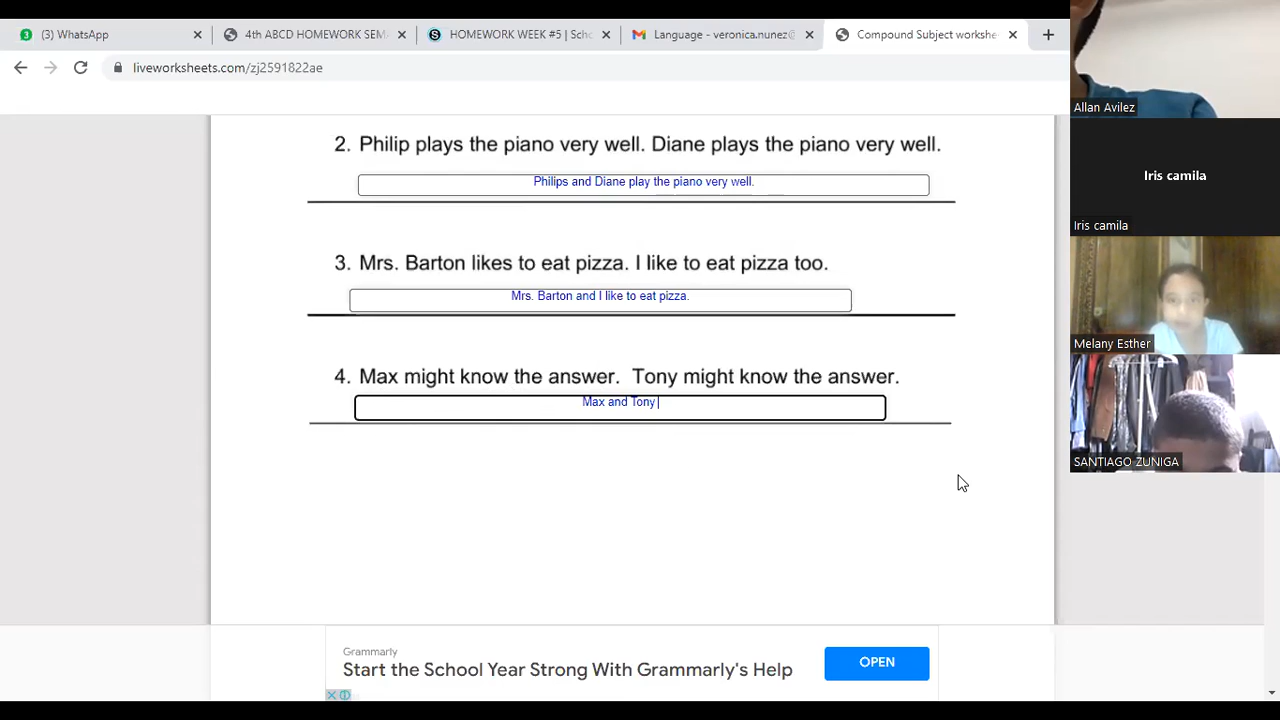 (3) WhatsApp
4th ABCD HOMEWORK SEM
HOMEWORK WEEK #5 | Scho
Language - veronica.nunez@
Compound Subject workshe
liveworksheets.com/zj2591822ae
2. Philip plays the piano very well. Diane plays the piano very well.
Philips and Diane play the piano very well.
3. Mrs. Barton likes to eat pizza. I like to eat pizza too.
Mrs. Barton and I like to eat pizza.
4. Max might know the answer. Tony might know the answer.
Max and Tony
Grammarly
Start the School Year Strong With Grammarly's Help
OPEN
Allan Avilez
Iris camila
Iris camila
Melany Esther
SANTIAGO ZUNIGA